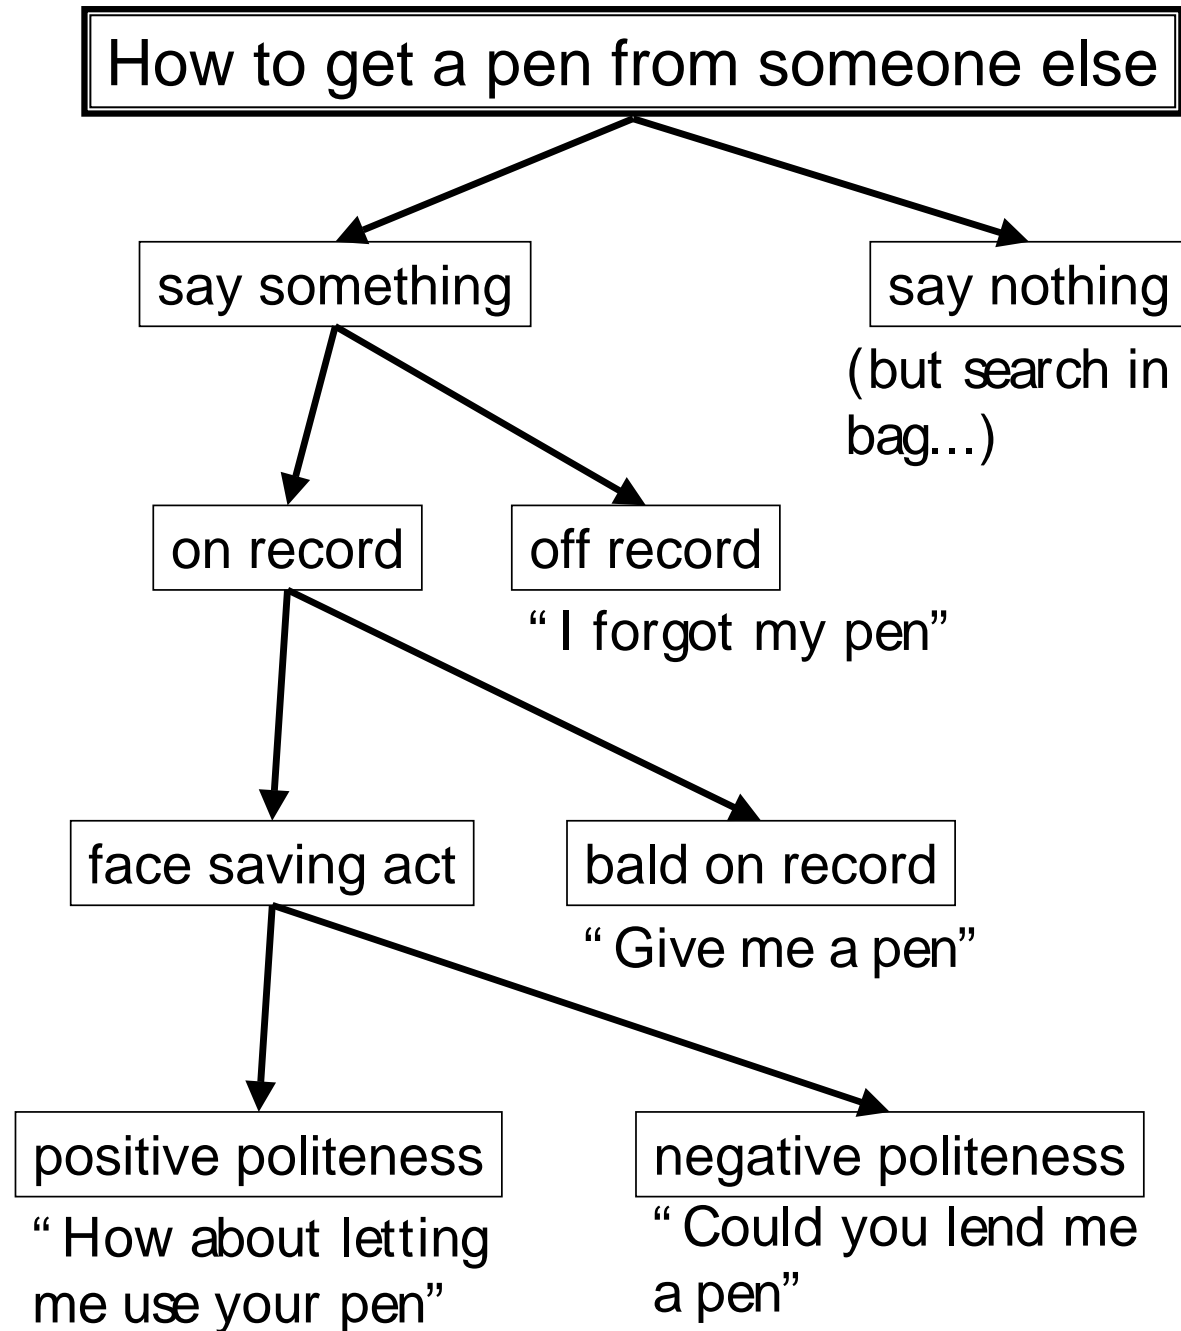 How to get a pen from someone else
say something
say nothing
(but search in
bag...)
on record
off record
“I forgot my pen”
face saving act
bald on record
“Give me a pen”
positive politeness
negative politeness
“How about letting
me use your pen”
“Could you lend me
a pen”